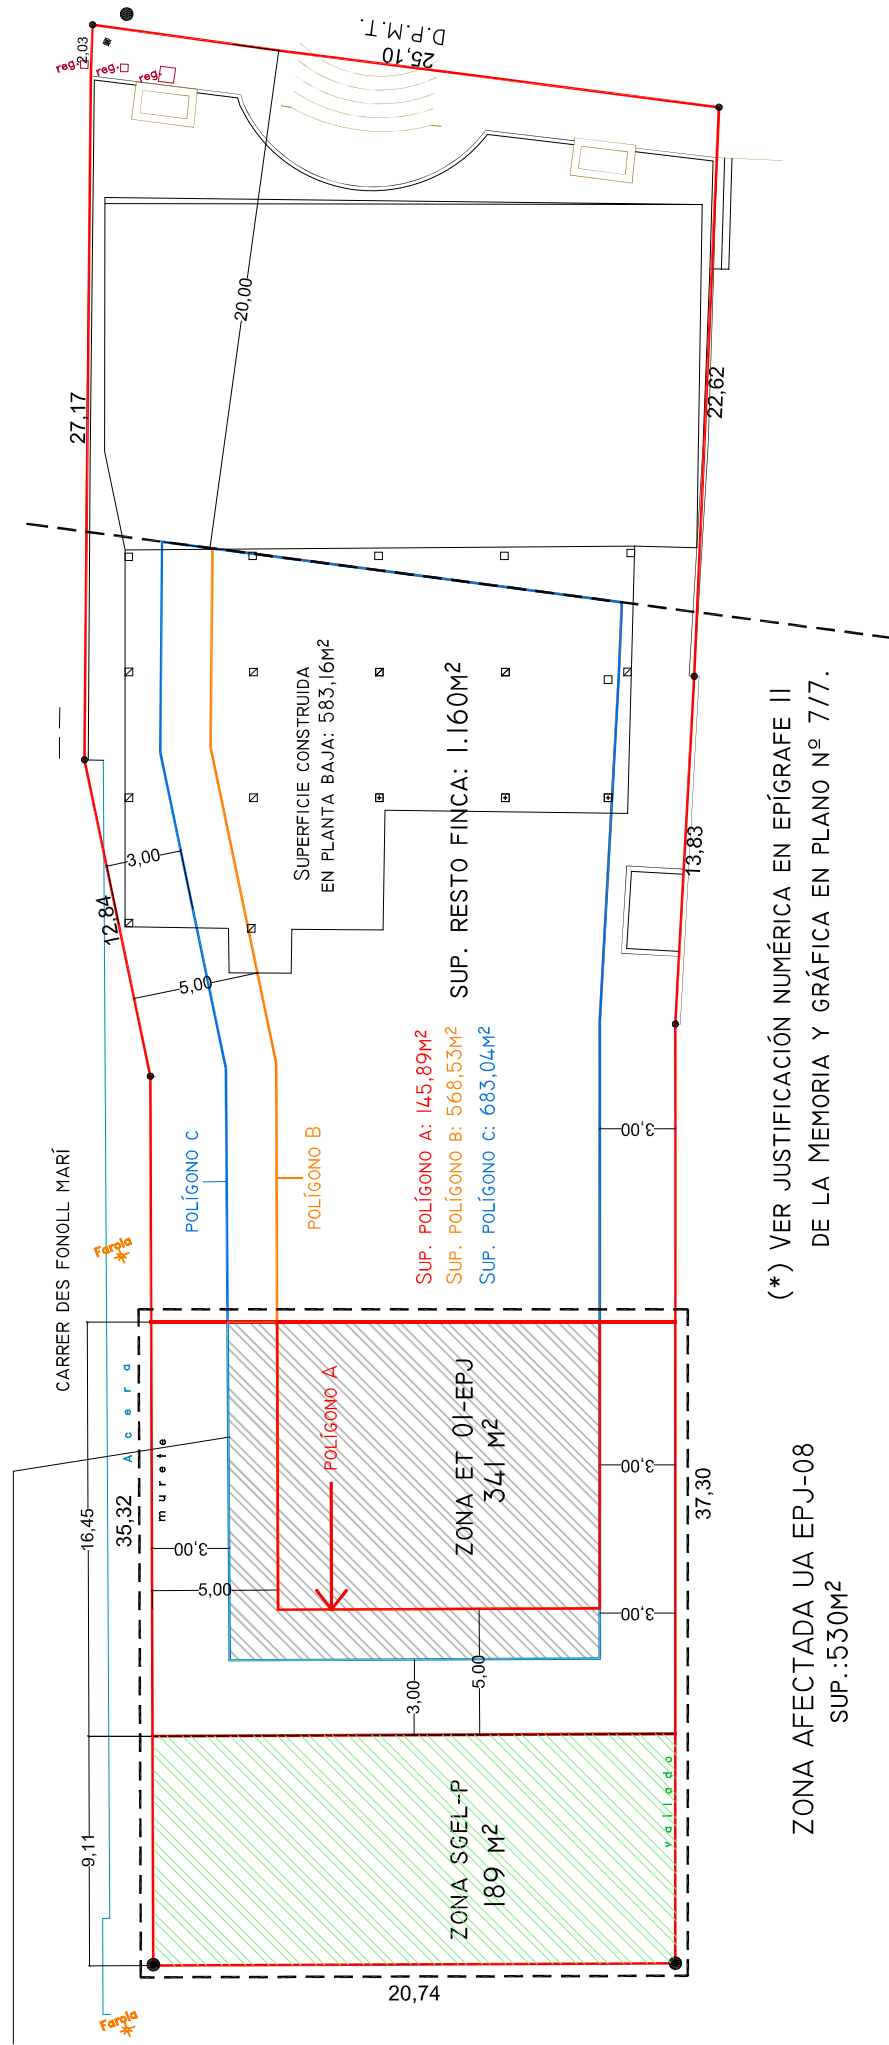 D.P.M.T.
25,10
2,03
reg.
reg.
reg.
20,00
27,17
22,62
SUPERFICIE CONSTRUIDA
EN PLANTA BAJA: 583,16M²
SUP. RESTO FINCA: 1.160M²
3,00
12,84
5,00
13,83
(*) VER JUSTIFICACIÓN NUMÉRICA EN EPÍGRAFE II
DE LA MEMORIA Y GRÁFICA EN PLANO Nº 7/7.
SUP. POLÍGONO A: 145,89M²
SUP. POLÍGONO B: 568,53M²
SUP. POLÍGONO C: 683,04M²
POLÍGONO C
POLÍGONO B
3,00
CARRER DES FONOLL MARÍ
Farola
Acera
murete
POLÍGONO A
ZONA ET 01-EPJ
341 M²
16,45
35,32
3,00
5,00
3,00
3,00
37,30
3,00
5,00
ZONA AFECTADA UA EPJ-08
SUP.:530M²
9,11
ZONA SGEL-P
189 M²
vallado
20,74
Farola